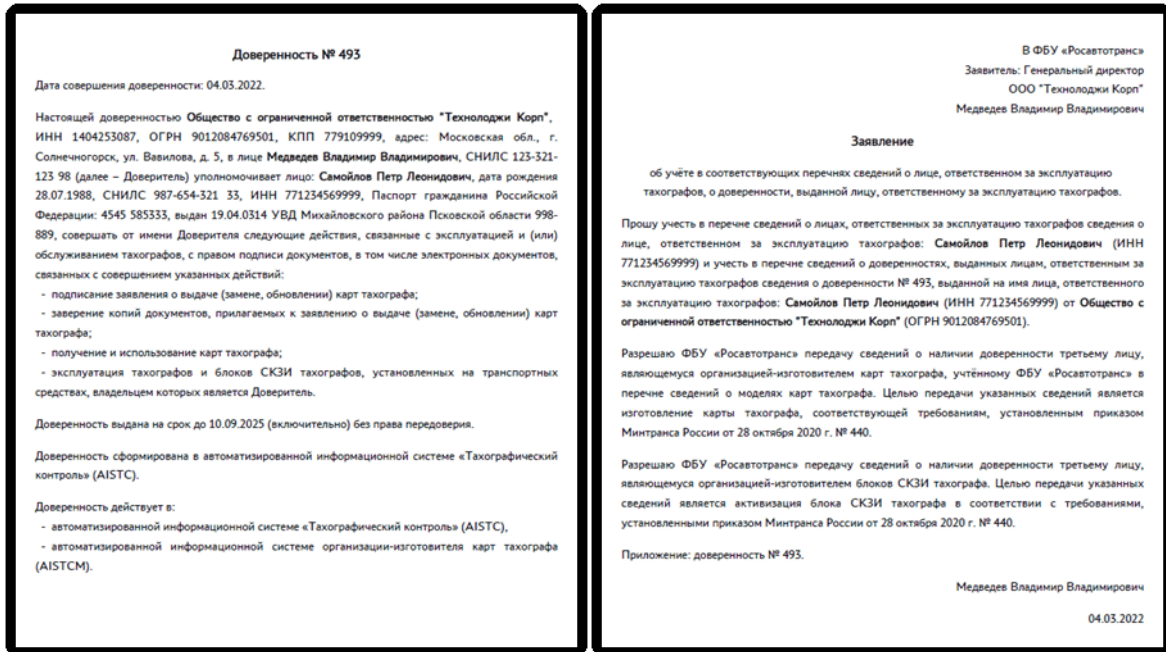 Доверенность № 493
Дата совершения доверенности: 04.03.2022.
Настоящей доверенностью Общество с ограниченной ответственностью "Технолоджи Корп",
ИНН 1404253087, ОГРН 9012084769501, КПП 779109999, адрес: Московская обл., г.
Солнечногорск, ул. Вавилова, д. 5, в лице Медведев Владимир Владимирович, СНИЛС 123-321-
123 98 (далее – Доверитель) уполномочивает лицо: Самойлов Петр Леонидович, дата рождения
28.07.1988, СНИЛС 987-654-321 33, ИНН 771234569999, Паспорт гражданина Российской
Федерации: 4545 585333, выдан 19.04.0314 УВД Михайловского района Псковской области 998-
889, совершать от имени Доверителя следующие действия, связанные с эксплуатацией и (или)
обслуживанием тахографов, с правом подписи документов, в том числе электронных документов,
связанных с совершением указанных действий:
- подписание заявления о выдаче (замене, обновлении) карт тахографа;
- заверение копий документов, прилагаемых к заявлению о выдаче (замене, обновлении) карт
тахографа;
- получение и использование карт тахографа;
- эксплуатация тахографов и блоков СКЗИ тахографов, установленных на транспортных
средствах, владельцем которых является Доверитель.
Доверенность выдана на срок до 10.09.2025 (включительно) без права передоверия.
Доверенность сформирована в автоматизированной информационной системе «Тахографический
контроль» (AISTC).
Доверенность действует в:
- автоматизированной информационной системе «Тахографический контроль» (AISTC),
- автоматизированной информационной системе организации-изготовителя карт тахографа
(AISTCM).
В ФБУ «Росавтотранс»
Заявитель: Генеральный директор
ООО "Технолоджи Корп"
Медведев Владимир Владимирович
Заявление
об учёте в соответствующих перечнях сведений о лице, ответственном за эксплуатацию
тахографов, о доверенности, выданной лицу, ответственному за эксплуатацию тахографов.
Прошу учесть в перечне сведений о лицах, ответственных за эксплуатацию тахографов сведения о
лице, ответственном за эксплуатацию тахографов: Самойлов Петр Леонидович (ИНН
771234569999) и учесть в перечне сведений о доверенностях, выданных лицам, ответственным за
эксплуатацию тахографов сведения о доверенности № 493, выданной на имя лица, ответственного
за эксплуатацию тахографов: Самойлов Петр Леонидович (ИНН 771234569999) от Общество с
ограниченной ответственностью "Технолоджи Корп" (ОГРН 9012084769501).
Разрешаю ФБУ «Росавтотранс» передачу сведений о наличии доверенности третьему лицу,
являющемуся организацией-изготовителем карт тахографа, учтённому ФБУ «Росавтотранс» в
перечне сведений о моделях карт тахографа. Целью передачи указанных сведений является
изготовление карты тахографа, соответствующей требованиям, установленным приказом
Минтранса России от 28 октября 2020 г. № 440.
Разрешаю ФБУ «Росавтотранс» передачу сведений о наличии доверенности третьему лицу,
являющемуся организацией-изготовителем блоков СКЗИ тахографа. Целью передачи указанных
сведений является активизация блока СКЗИ тахографа в соответствии с требованиями,
установленными приказом Минтранса России от 28 октября 2020 г. № 440.
Приложение: доверенность № 493.
Медведев Владимир Владимирович
04.03.2022